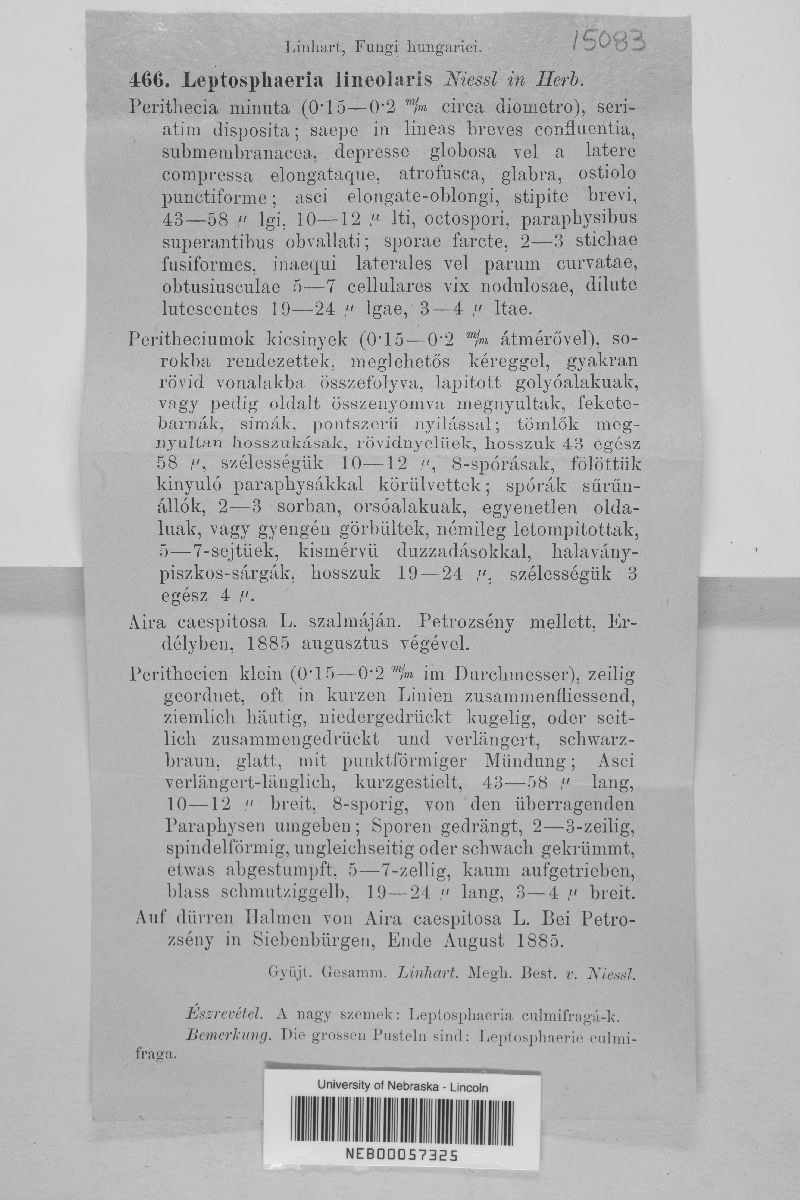 Linhart, Fungi hungarici.
15083
466. Leptosphaeria lineolaris Niessl in Herb.
Perithecia minuta (0·15—0·2 m/m circa diometro), seri-
atim disposita; saepe in lineas breves confluentia,
submembranacea, depresse globosa vel a latere
compressa elongataque, atrofusca, glabra, ostiolo
punctiforme; asci elongate-oblongi, stipite brevi,
43—58 µ lgi, 10—12 µ lti, octospori, paraphysibus
superantibus obvallati; sporae farcte, 2—3 stichae
fusiformes, inaequi laterales vel parum curvatae,
obtusiusculae 5—7 cellulares vix nodulosae, dilute
lutescentes 19—24 µ lgae, 3—4 µ ltae.
Peritheciumok kicsinyek (0·15—0·2 m/m átmérővel), so-
rokba rendezettek, meglehetős kéreggel, gyakran
rövid vonalakba összefolyva, lapitott golyóalakuak,
vagy pedig oldalt összenyomva megnyultak, fekete-
barnák, simák, pontszerü nyilással; tömlők meg-
nyultan hosszukásak, rövidnyelüek, hosszuk 43 egész
58 µ, szélességük 10—12 µ, 8-spórásak, fölöttük
kinyuló paraphysákkal körülvettek; spórák sűrün-
állók, 2—3 sorban, orsóalakuak, egyenetlen olda-
luak, vagy gyengén görbültek, némileg letompitottak,
5—7-sejtüek, kismérvü duzzadásokkal, halavány-
piszkos-sárgák, hosszuk 19—24 µ, szélességük 3
egész 4 µ.
Aira caespitosa L. szalmáján. Petrozsény mellett, Er-
délyben, 1885 augusztus végével.
Perithecien klein (0·15—0·2 m/m im Durchmesser), zeilig
geordnet, oft in kurzen Linien zusammenfliessend,
ziemlich häutig, niedergedrückt kugelig, oder seit-
lich zusammengedrückt und verlängert, schwarz-
braun, glatt, mit punktförmiger Mündung; Asci
verlängert-länglich, kurzgestielt, 43—58 µ lang,
10—12 µ breit, 8-sporig, von den überragenden
Paraphysen umgeben; Sporen gedrängt, 2—3-zeilig,
spindelförmig, ungleichseitig oder schwach gekrümmt,
etwas abgestumpft, 5—7-zellig, kaum aufgetrieben,
blass schmutziggelb, 19—24 µ lang, 3—4 µ breit.
Auf dürren Halmen von Aira caespitosa L. Bei Petro-
zsény in Siebenbürgen, Ende August 1885.
Gyüjt. Gesamm. Linhart. Megh. Best. v. Niessl.
Észrevétel. A nagy szemek: Leptosphaeria culmifragá-k.
Bemerkung. Die grossen Pusteln sind: Leptosphaerie culmi-
fraga.
University of Nebraska - Lincoln
NEB00057325